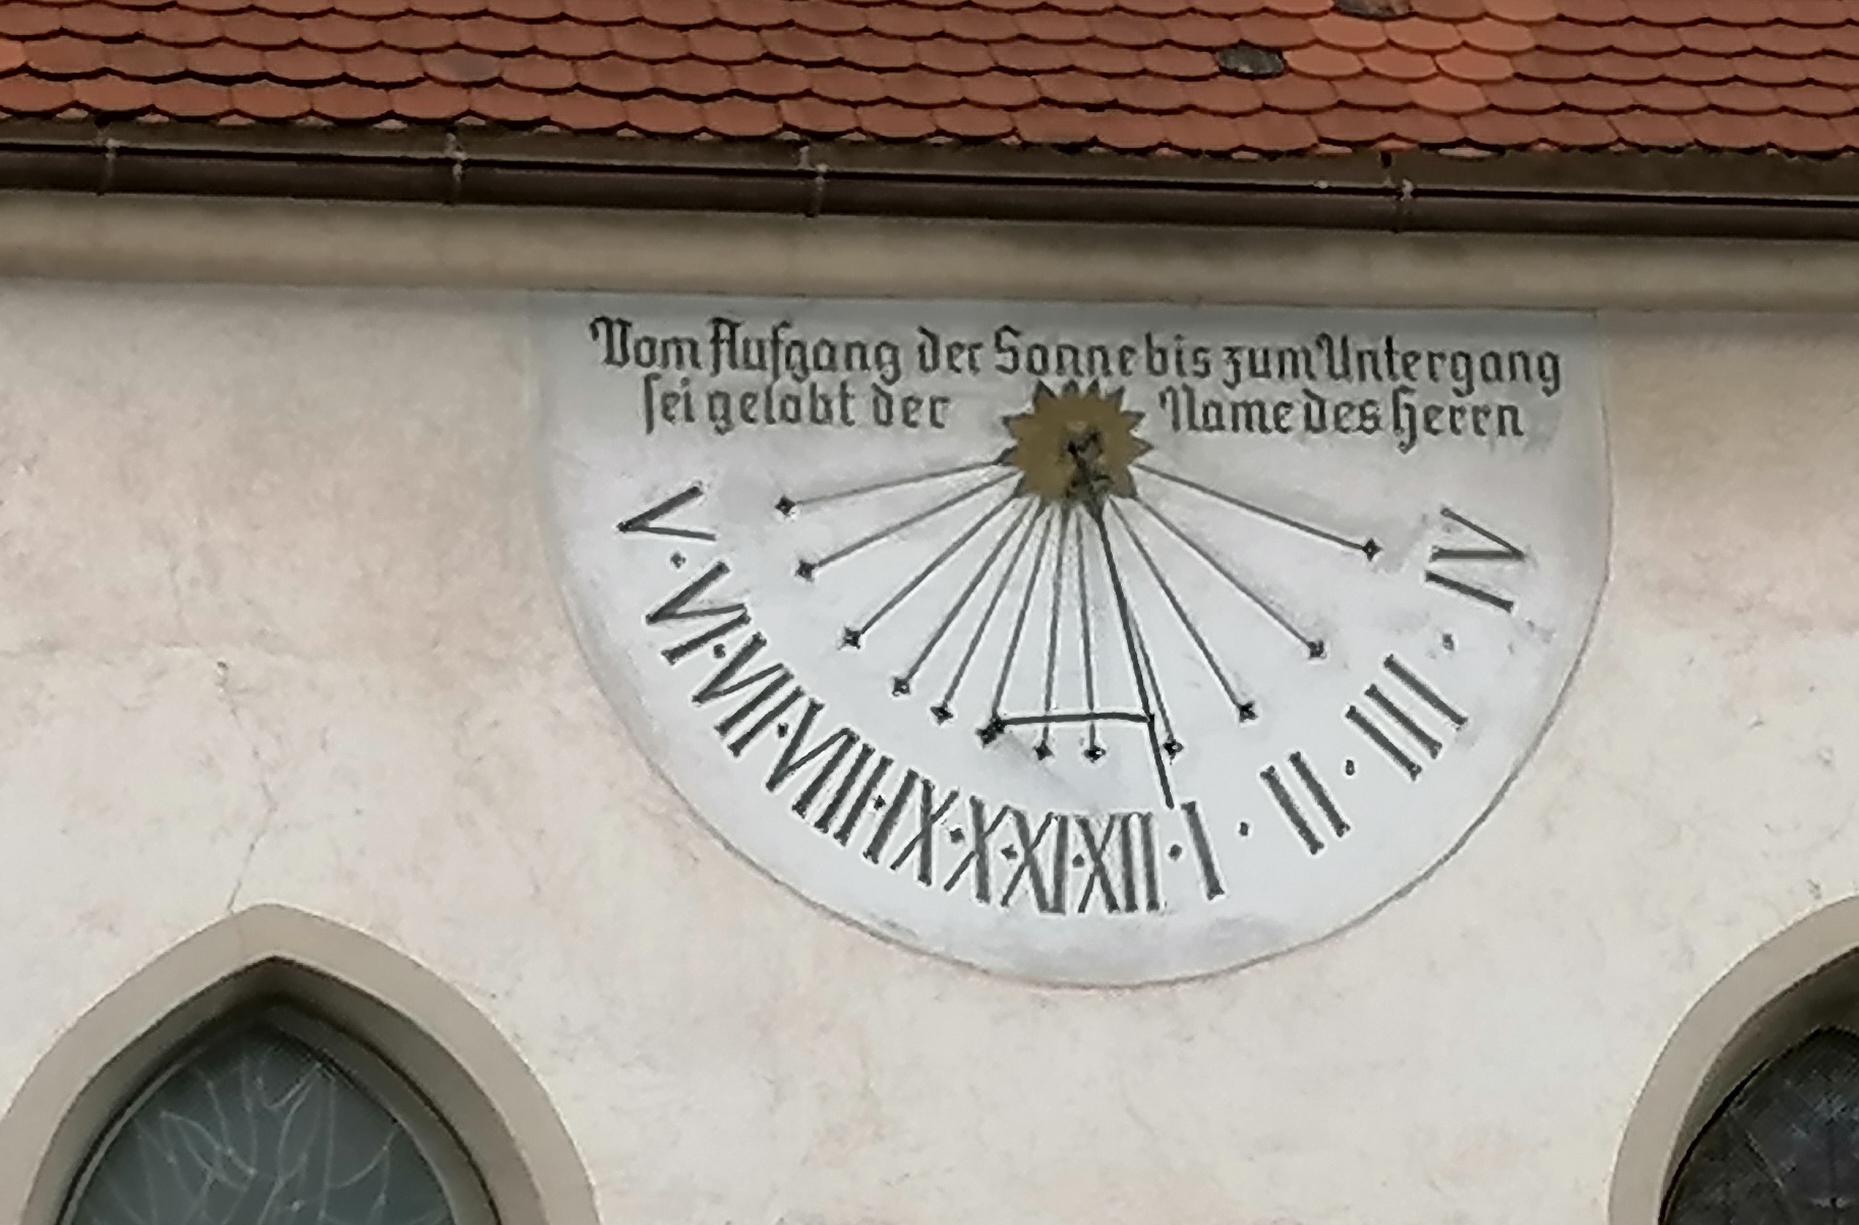 Vom Aufgang der Sonne bis zum Untergang
sei gelobt der Name des Herrn
V · VI · VII · VIII · IX · X · XI · XII · I · II · III · IV